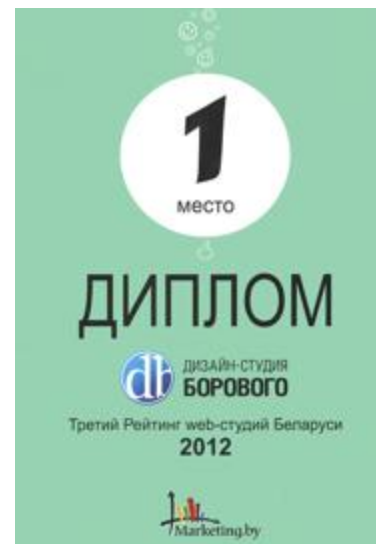 1
место
ДИПЛОМ
db
ДИЗАЙН-СТУДИЯ
БОРОВОГО
Третий Рейтинг web-студий Беларуси
2012
Marketing.by